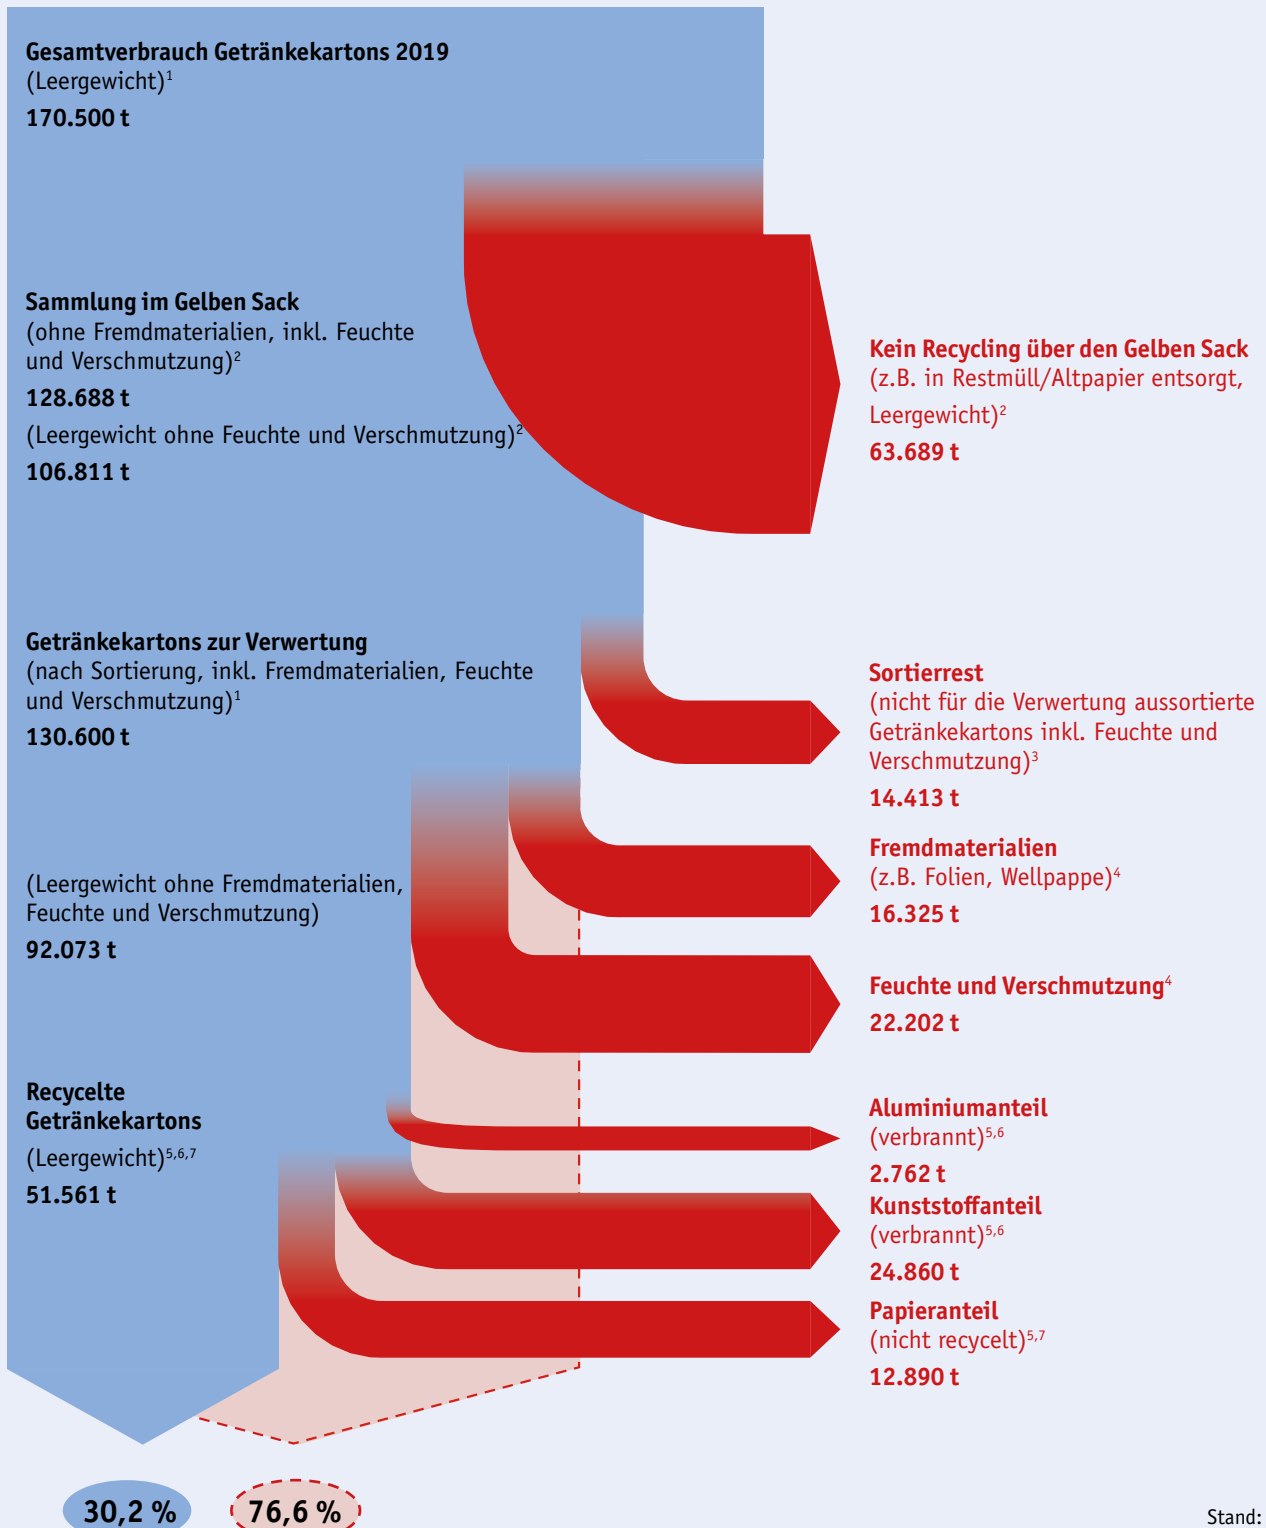 Gesamtverbrauch Getränkekartons 2019
(Leergewicht)¹
170.500 t
Sammlung im Gelben Sack
(ohne Fremdmaterialien, inkl. Feuchte
und Verschmutzung)²
128.688 t
(Leergewicht ohne Feuchte und Verschmutzung)²
106.811 t
Kein Recycling über den Gelben Sack
(z.B. in Restmüll/Altpapier entsorgt,
Leergewicht)²
63.689 t
Getränkekartons zur Verwertung
(nach Sortierung, inkl. Fremdmaterialien, Feuchte
und Verschmutzung)¹
130.600 t
Sortierrest
(nicht für die Verwertung aussortierte
Getränkekartons inkl. Feuchte und
Verschmutzung)³
14.413 t
Fremdmaterialien
(z.B. Folien, Wellpappe)⁴
16.325 t
(Leergewicht ohne Fremdmaterialien,
Feuchte und Verschmutzung)
92.073 t
Feuchte und Verschmutzung⁴
22.202 t
Recycelte
Getränkekartons
(Leergewicht)⁵,⁶,⁷
51.561 t
Aluminiumanteil
(verbrannt)⁵,⁶
2.762 t
Kunststoffanteil
(verbrannt)⁵,⁶
24.860 t
Papieranteil
(nicht recycelt)⁵,⁷
12.890 t
30,2 %
76,6 %
Stand: